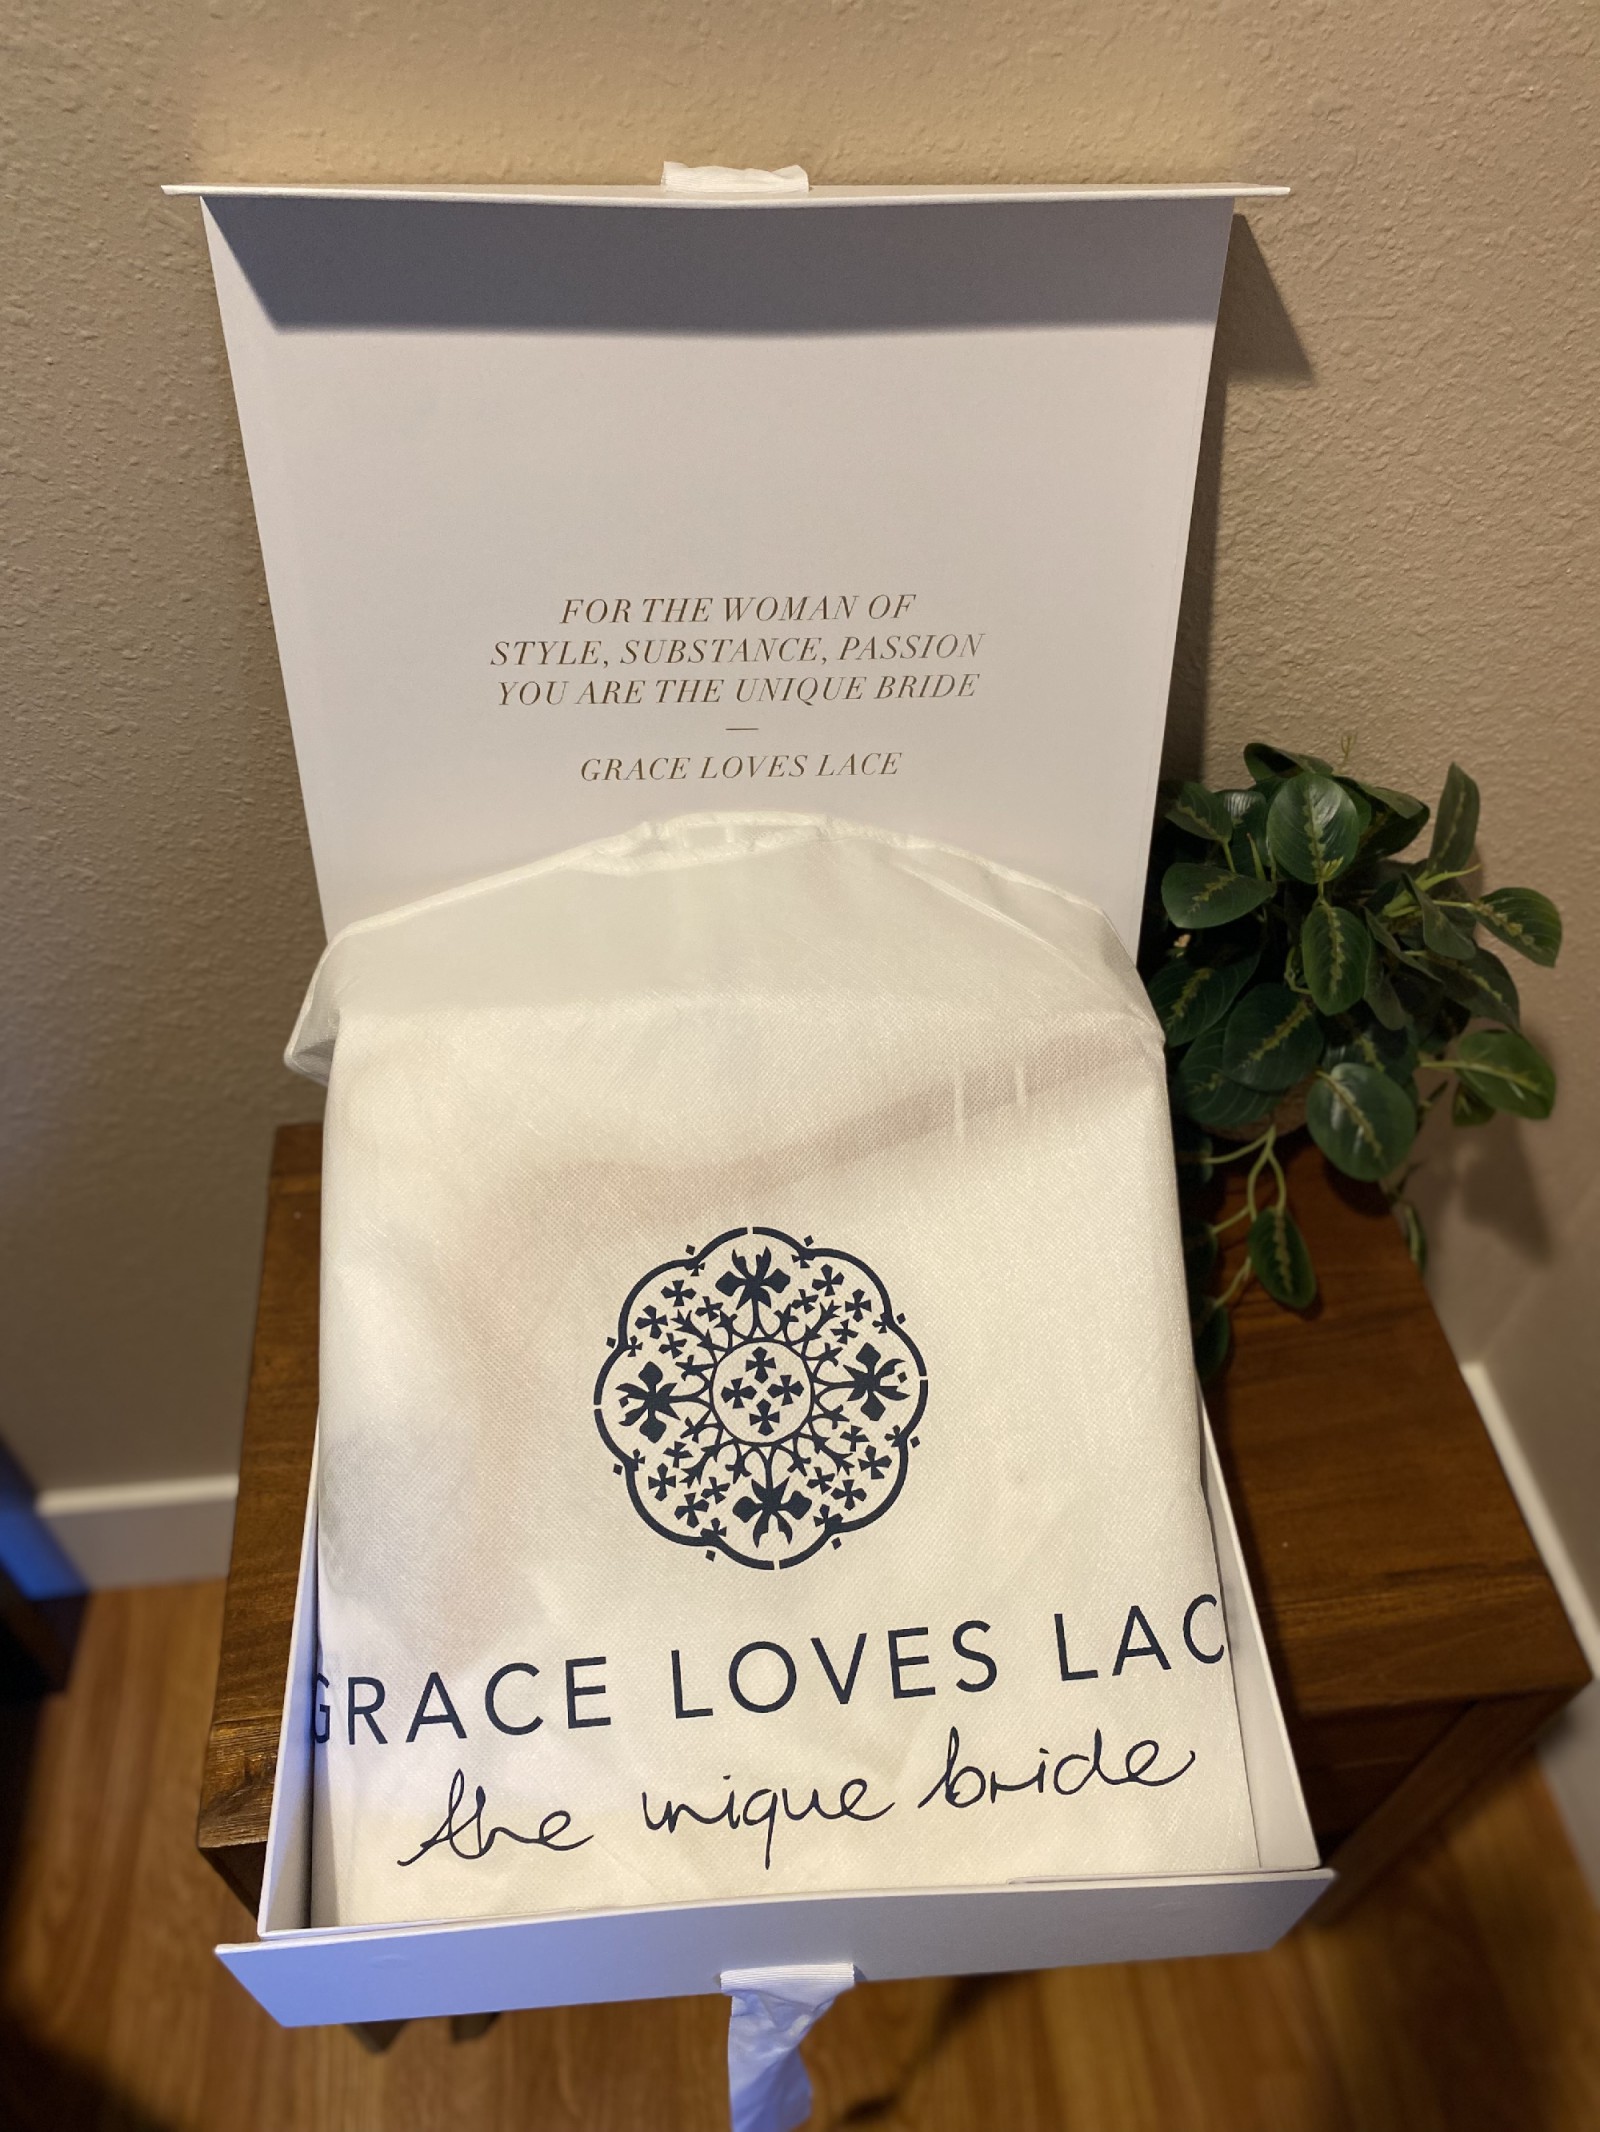 FOR THE WOMAN OF
STYLE, SUBSTANCE, PASSION
YOU ARE THE UNIQUE BRIDE
—
GRACE LOVES LACE
GRACE LOVES LAC
the unique bride